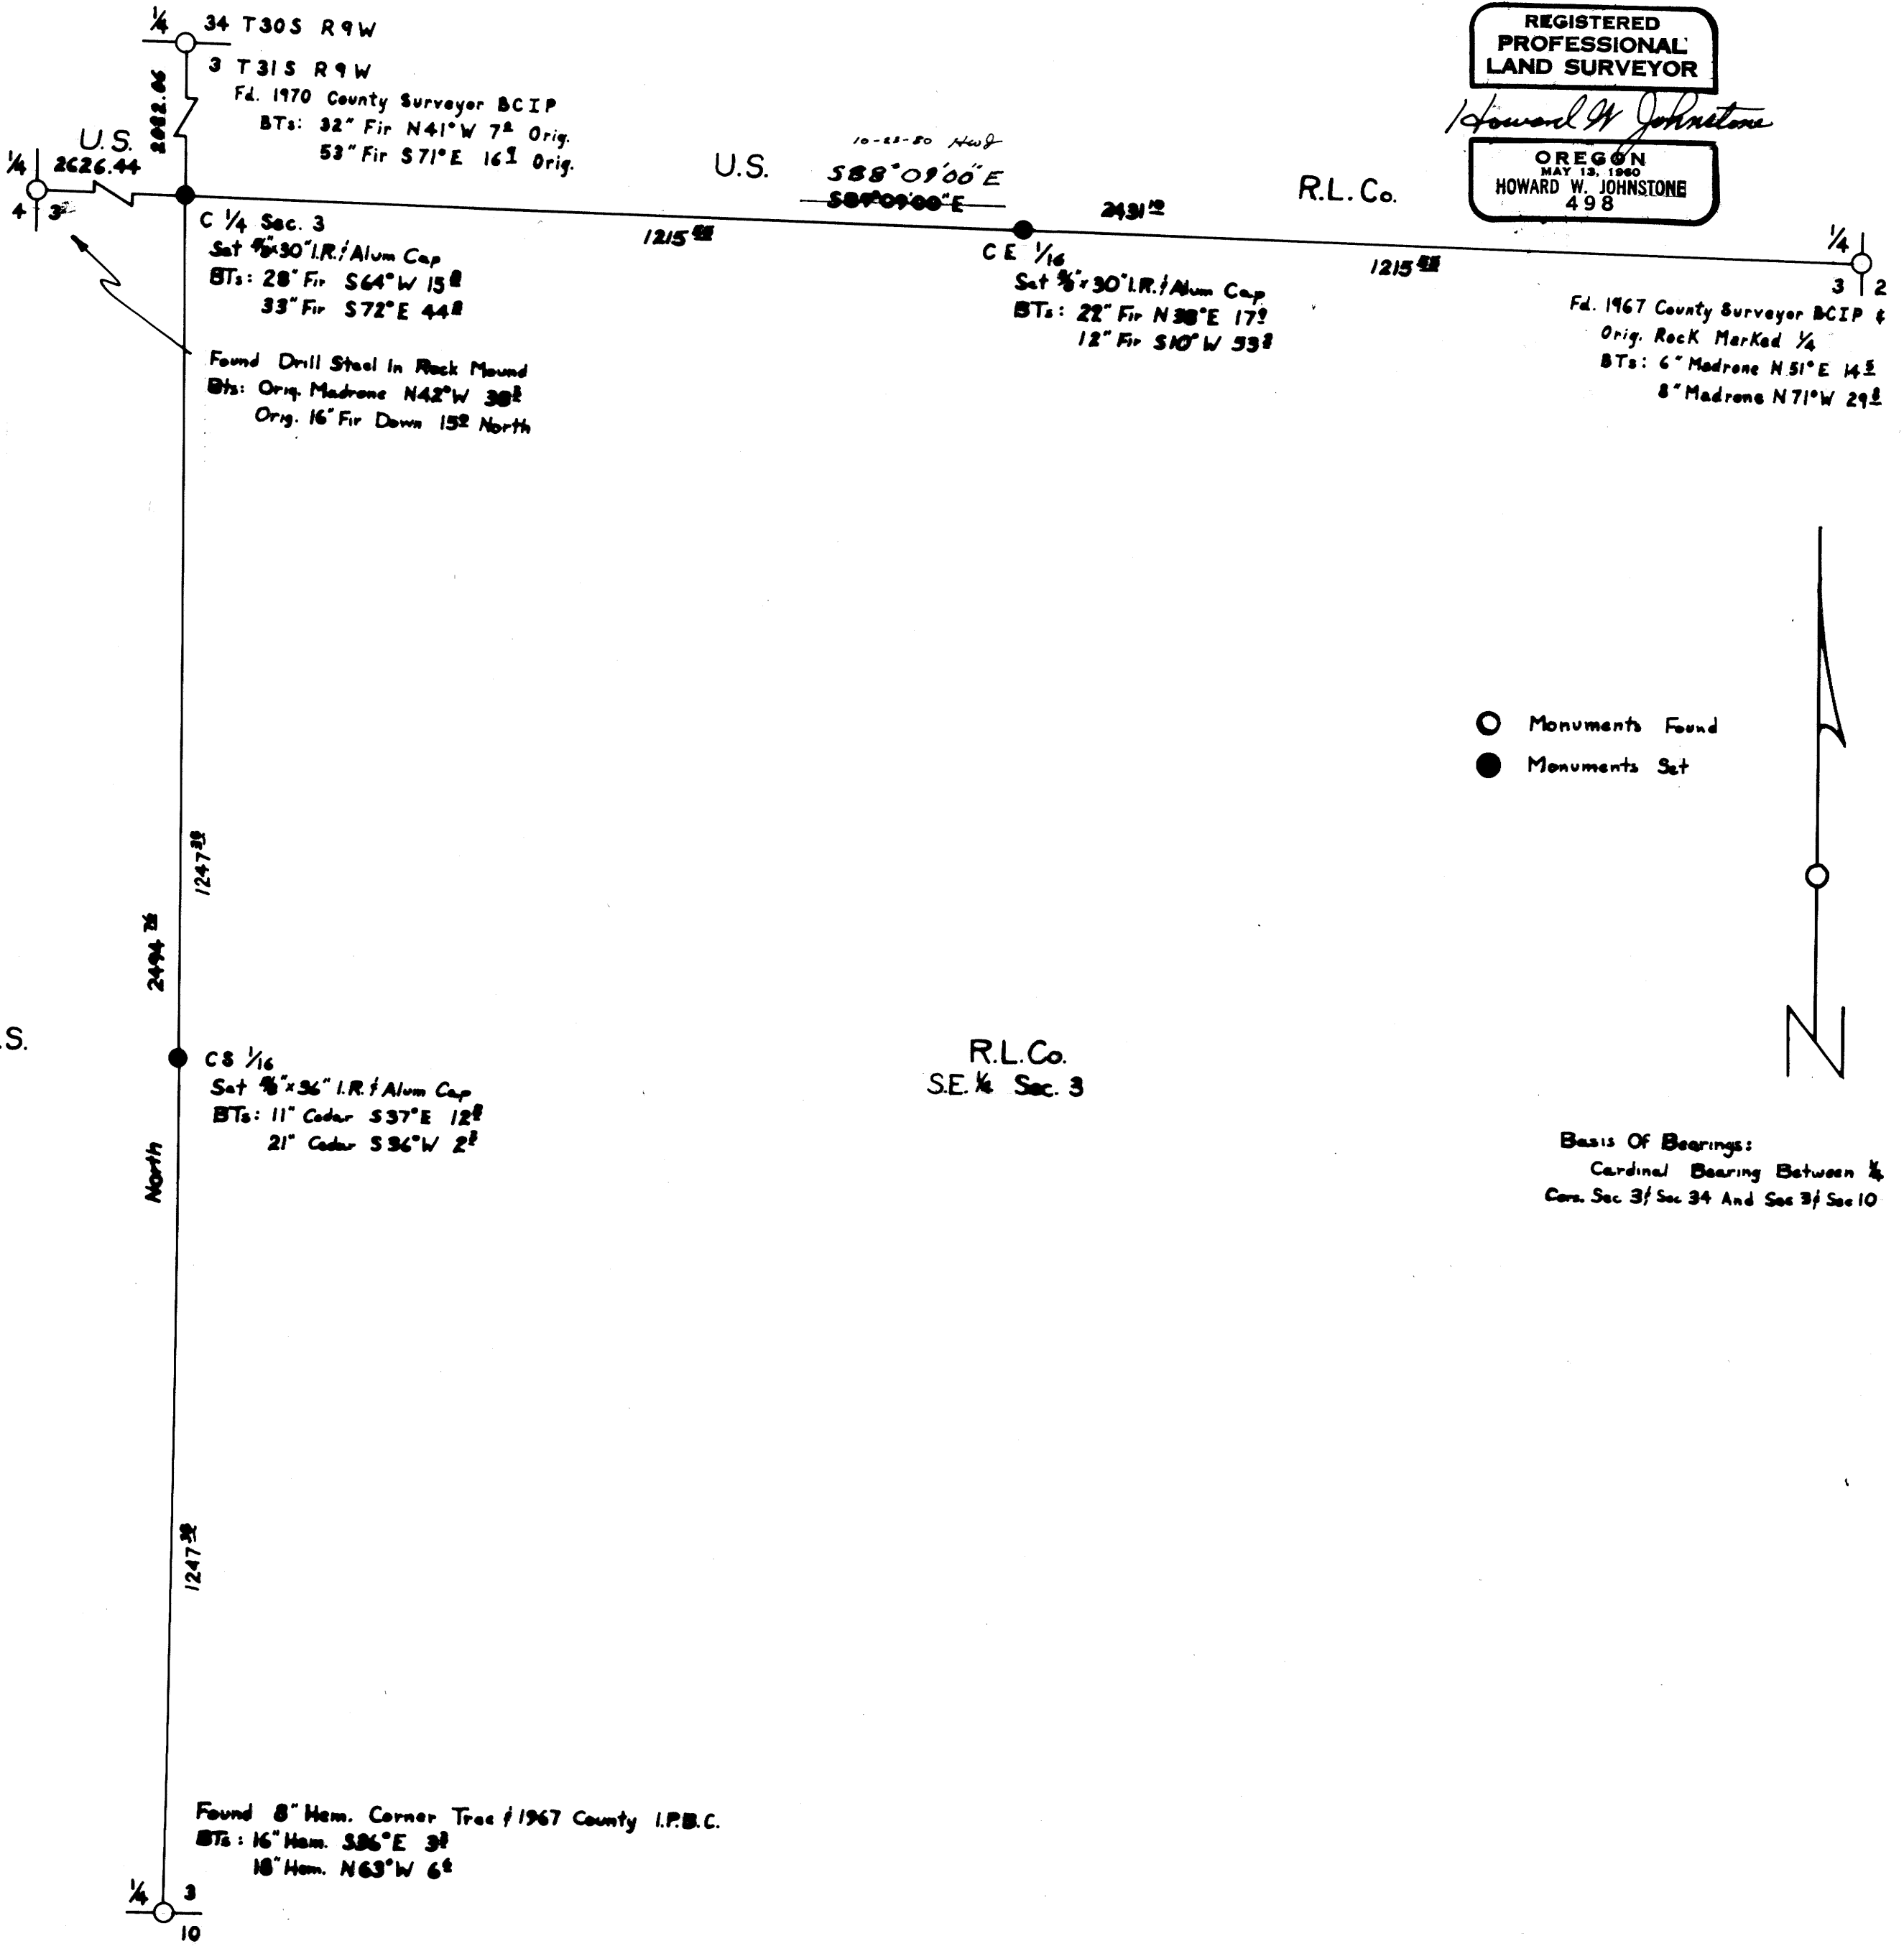 1/4 34 T30S R9W
3 T31S R9W
Fd. 1970 County Surveyor BCIP
BTs: 32" Fir N41°W 7 Orig.
53" Fir S71°E 16 Orig.
U.S.
2626.44
1/4
4 3
C 1/4 Sec. 3
Set x30" I.R. & Alum Cap
BTs: 28" Fir S64°W 15
33" Fir S72°E 44
Found Drill Steel In Rock Mound
Bts: Orig. Madrone N42°W
Orig. 16" Fir Down 15 North
U.S.
10-23-80 HWJ
S88°09'00"E
S89°09'00"E
1215
2431 10
R.L.Co.
1215
REGISTERED
PROFESSIONAL
LAND SURVEYOR
Howard W Johnstone
OREGON
MAY 13, 1960
HOWARD W. JOHNSTONE
498
CE 1/16
Set x 30" I.R. & Alum Cap
BTs: 22" Fir E 17
12" Fir S10°W 53
1/4
3 2
Fd. 1967 County Surveyor BCIP &
Orig. Rock Marked 1/4
BTs: 6" Madrone N51°E 14
8" Madrone N71°W 29
Monuments Found
Monuments Set
N
Basis Of Bearings:
Cardinal Bearing Between 1/4
Cors. Sec 3 & Sec 34 And Sec 3 & Sec 10
1247
2494
North
1247
.S.
CS 1/16
Set x 36" I.R. & Alum Cap
BTs: 11" Cedar S37°E 12
21" Cedar S36°W 2
R.L.Co.
S.E. 1/4 Sec. 3
Found 8" Hem. Corner Tree & 1967 County I.P.B.C.
BTs: 16" Hem. E 3
18" Hem. N63°W 6
1/4 3
10